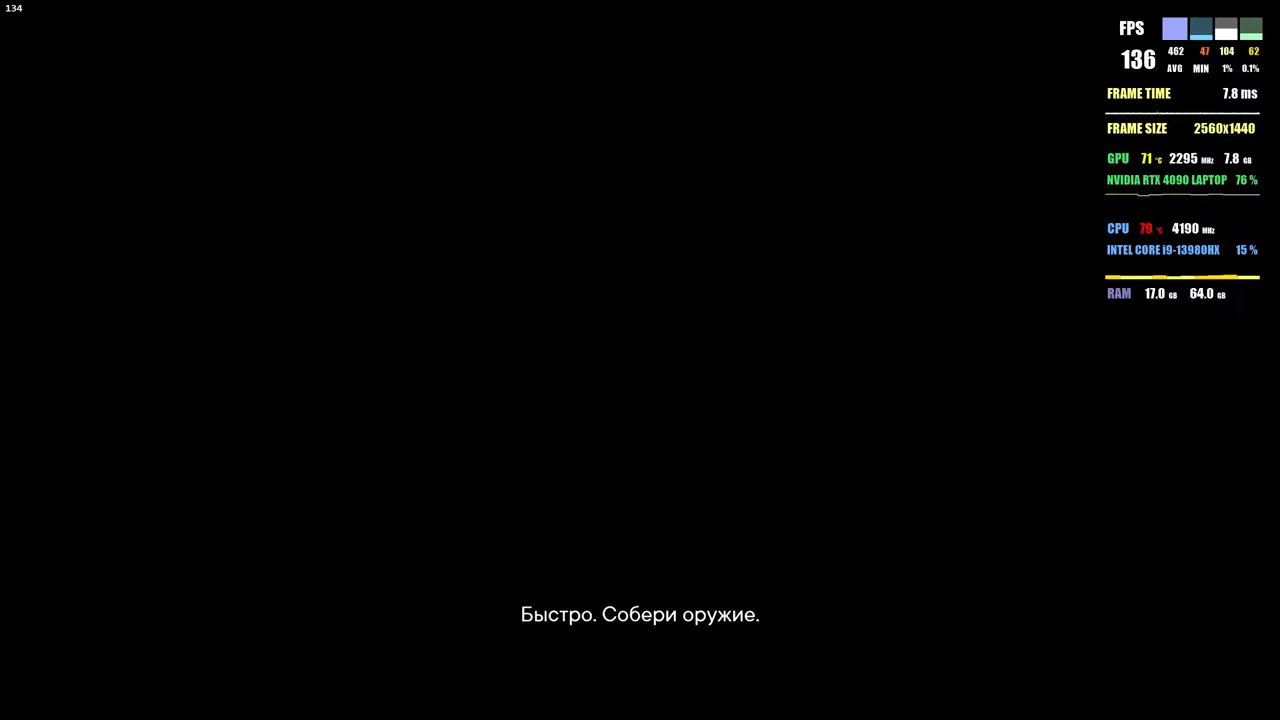 134
FPS
136
462 47 104 62
AVG MIN 1% 0.1%
FRAME TIME 7.8 ms
FRAME SIZE 2560x1440
GPU 71 °C 2295 MHz 7.8 GB
NVIDIA RTX 4090 LAPTOP 76 %
CPU 79 °C 4190 MHz
INTEL CORE i9-13980HX 15 %
RAM 17.0 GB 64.0 GB
Быстро. Собери оружие.